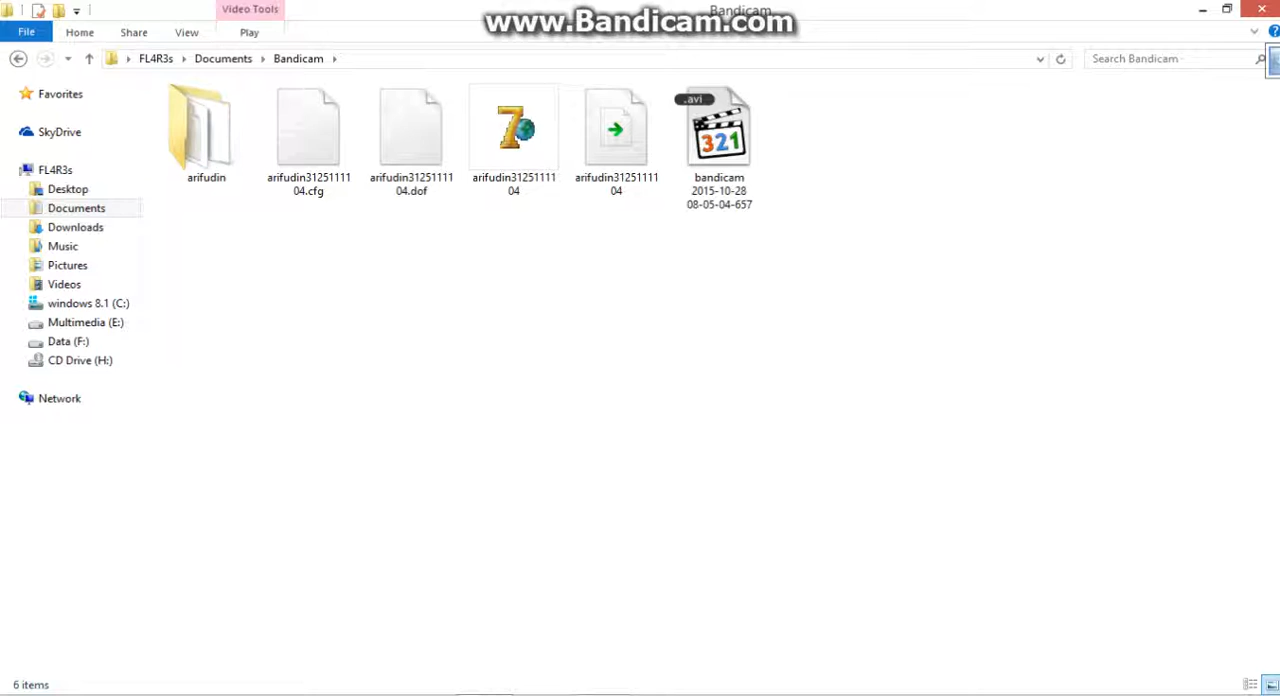 Video Tools
Bandicam
www.Bandicam.com
File
Home
Share
View
Play
FL4R3s
Documents
Bandicam
Search Bandicam
Favorites
SkyDrive
FL4R3s
Desktop
Documents
Downloads
Music
Pictures
Videos
windows 8.1 (C:)
Multimedia (E:)
Data (F:)
CD Drive (H:)
Network
arifudin
arifudin31251111
04.cfg
arifudin31251111
04.dof
7
arifudin31251111
04
arifudin31251111
04
.avi
321
bandicam
2015-10-28
08-05-04-657
6 items